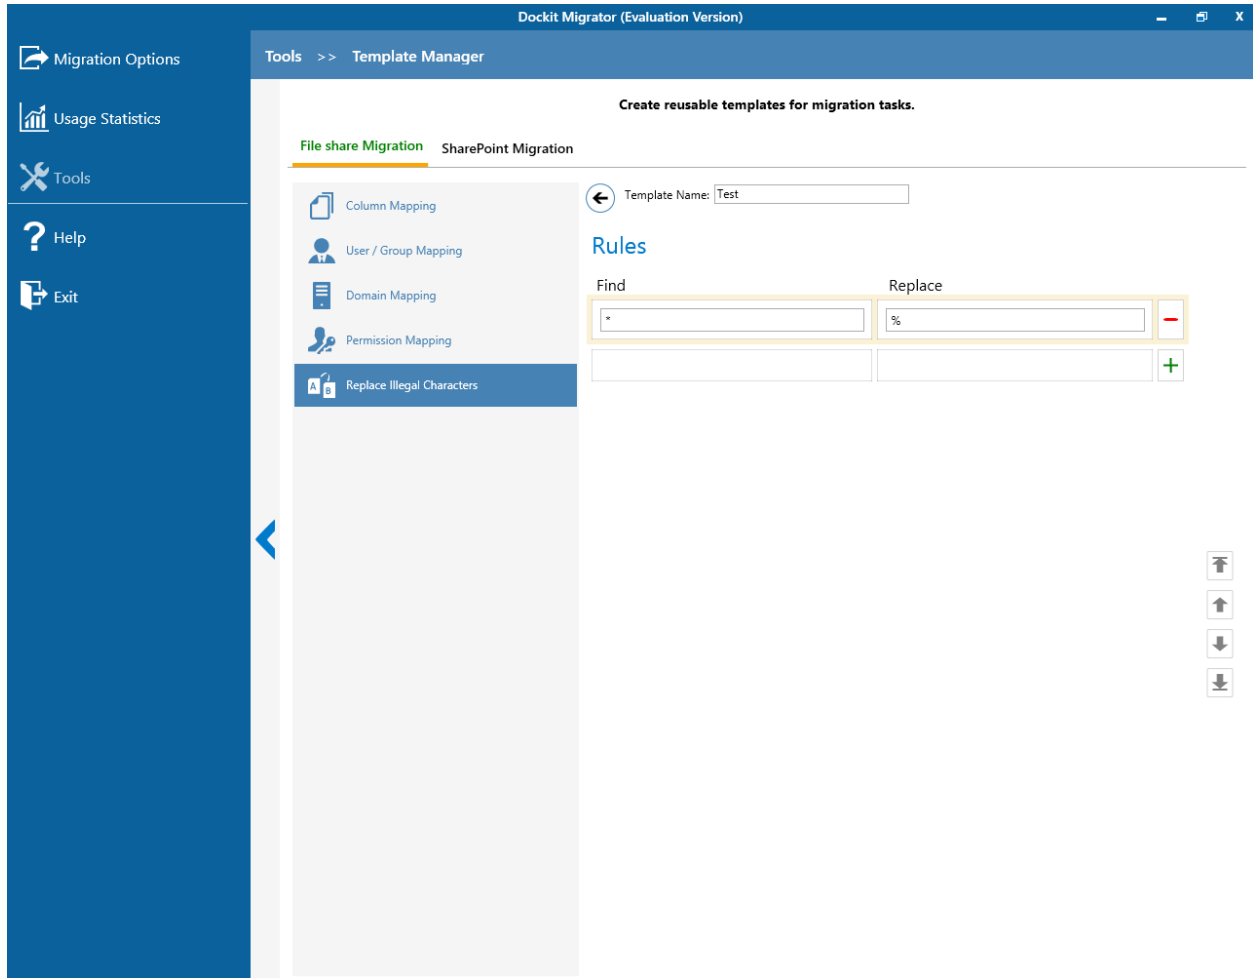 Dockit Migrator (Evaluation Version)
Migration Options
Usage Statistics
Tools
Help
Exit
Tools >> Template Manager
Create reusable templates for migration tasks.
File share Migration SharePoint Migration
Column Mapping
User / Group Mapping
Domain Mapping
Permission Mapping
A B Replace Illegal Characters
Template Name: Test
Rules
Find Replace
* %